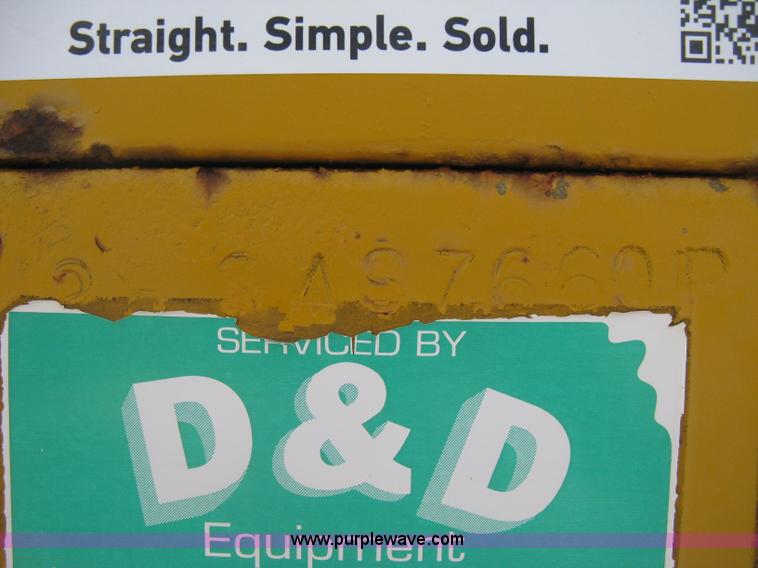 Straight. Simple. Sold.
SERVICED BY
D&D
Equipment
www.purplewave.com